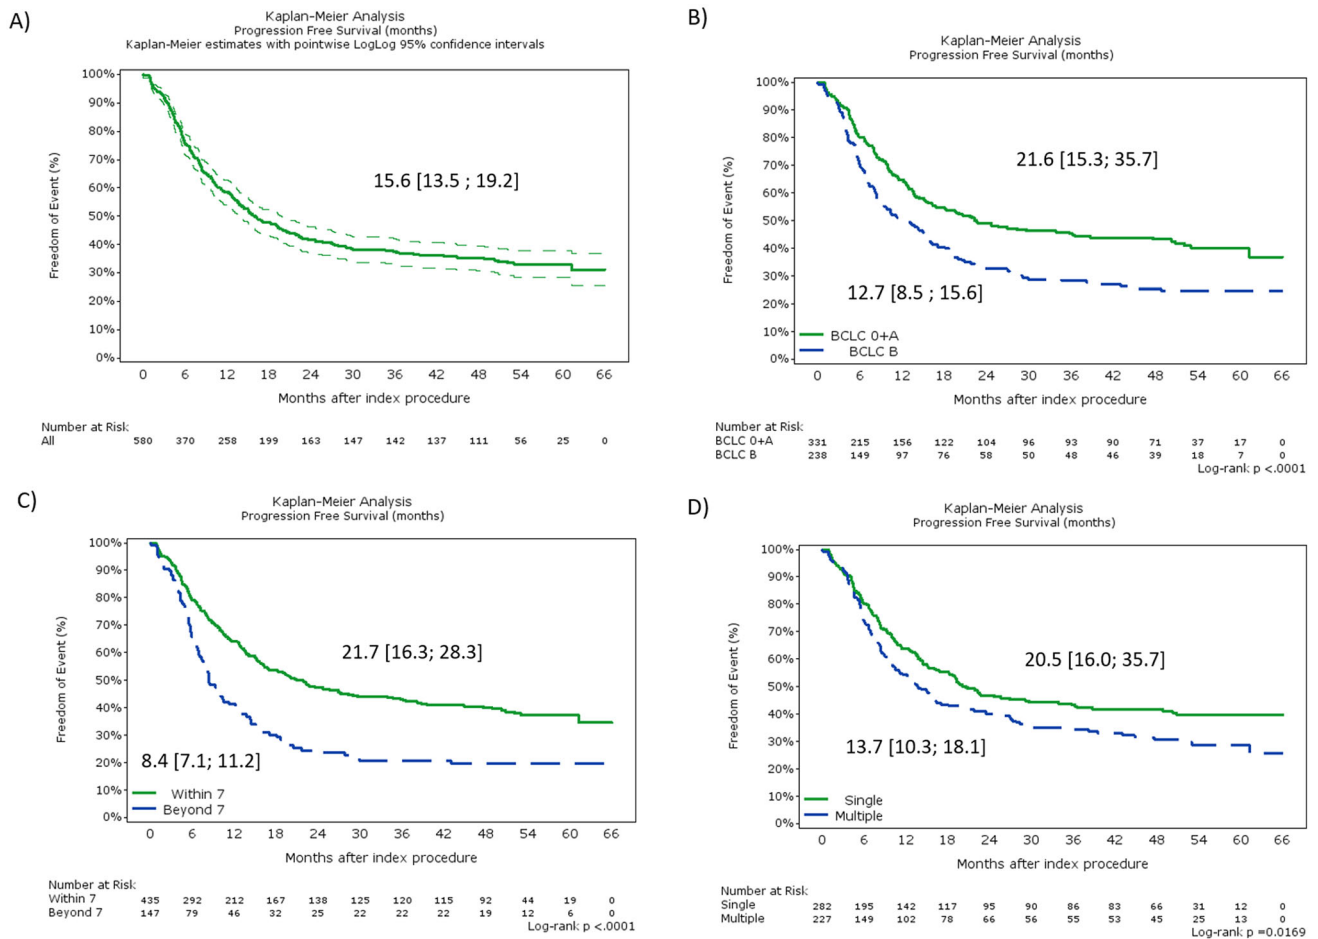 A)
Kaplan-Meier Analysis
Progression Free Survival (months)
Kaplan-Meier estimates with pointwise LogLog 95% confidence intervals
100%
90%
80%
70%
60%
50%
40%
30%
20%
10%
0%
Freedom of Event (%)
15.6 [13.5 ; 19.2]
0 6 12 18 24 30 36 42 48 54 60 66
Months after index procedure
Number at Risk
All 580 370 258 199 163 147 142 137 111 56 25 0
B)
Kaplan-Meier Analysis
Progression Free Survival (months)
100%
90%
80%
70%
60%
50%
40%
30%
20%
10%
0%
Freedom of Event (%)
21.6 [15.3; 35.7]
12.7 [8.5 ; 15.6]
BCLC 0+A
BCLC B
0 6 12 18 24 30 36 42 48 54 60 66
Months after index procedure
Number at Risk
BCLC 0+A 331 215 156 122 104 96 93 90 71 37 17 0
BCLC B 238 149 97 76 58 50 48 46 39 18 7 0
Log-rank p <.0001
C)
Kaplan-Meier Analysis
Progression Free Survival (months)
100%
90%
80%
70%
60%
50%
40%
30%
20%
10%
0%
Freedom of Event (%)
21.7 [16.3; 28.3]
8.4 [7.1; 11.2]
Within 7
Beyond 7
0 6 12 18 24 30 36 42 48 54 60 66
Months after index procedure
Number at Risk
Within 7 435 292 212 167 138 125 120 115 92 44 19 0
Beyond 7 147 79 46 32 25 22 22 22 19 12 6 0
Log-rank p <.0001
D)
Kaplan-Meier Analysis
Progression Free Survival (months)
100%
90%
80%
70%
60%
50%
40%
30%
20%
10%
0%
Freedom of Event (%)
20.5 [16.0; 35.7]
13.7 [10.3; 18.1]
Single
Multiple
0 6 12 18 24 30 36 42 48 54 60 66
Months after index procedure
Number at Risk
Single 282 195 142 117 95 90 86 83 66 31 12 0
Multiple 227 149 102 78 66 56 55 53 45 25 13 0
Log-rank p =0.0169